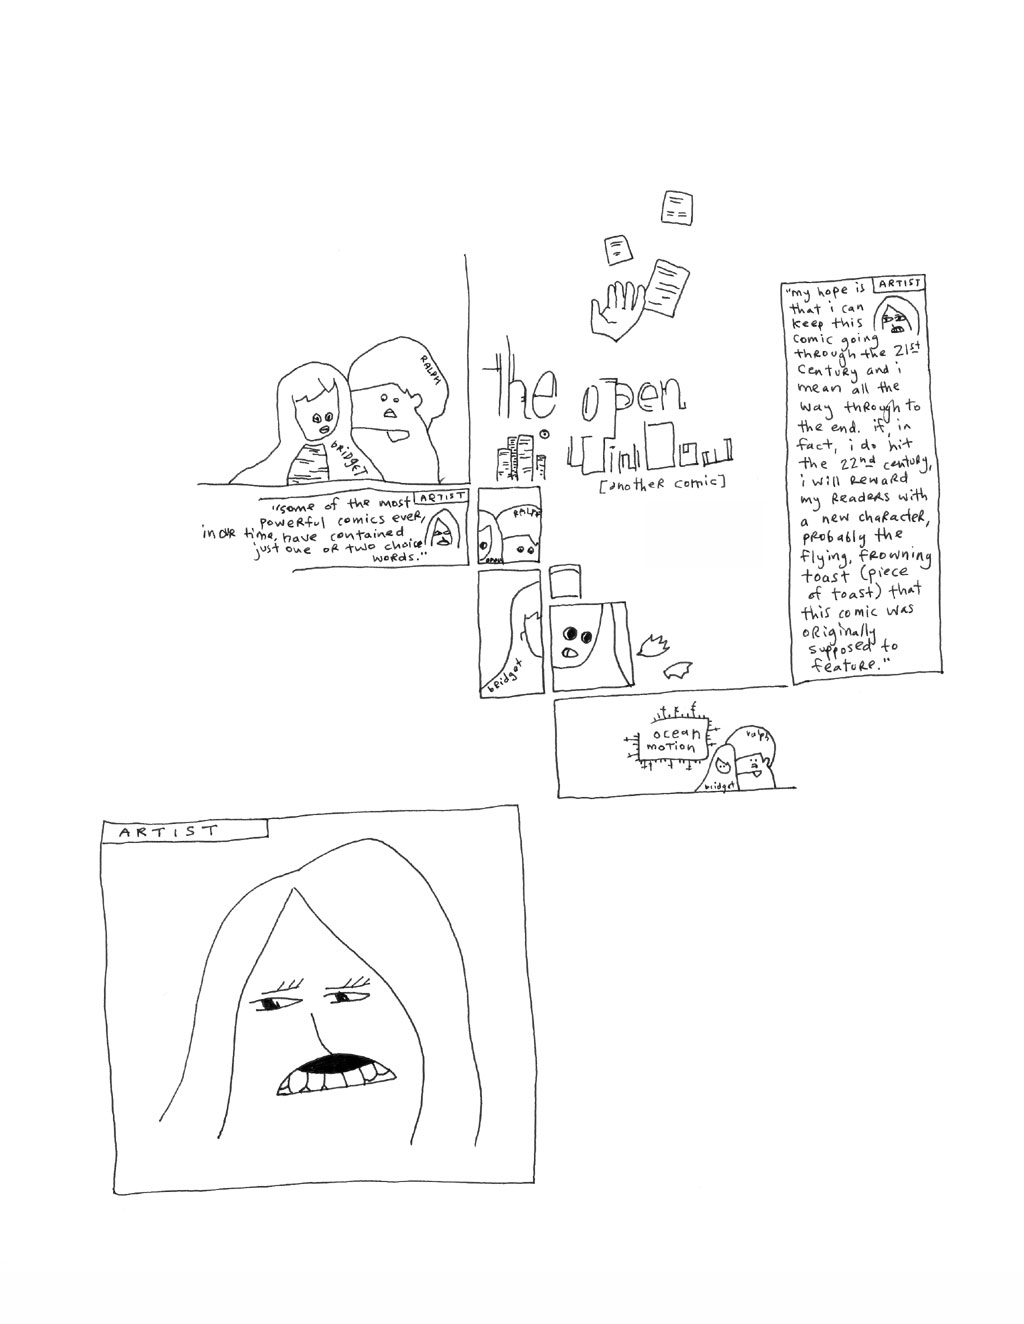 RALPH
bRidGET
the open
window
[another comic]
ARTIST
"some of the most
powerful comics ever,
in our time, have contained
just one or two choice
words."
RALPH
bridget
ARTIST
"my hope is
that i can
keep this
comic going
through the 21st
century and i
mean all the
way through to
the end. if, in
fact, i do hit
the 22nd century,
i will reward
my readers with
a new character,
probably the
flying, frowning
toast (piece
of toast) that
this comic was
originally
supposed to
feature."
ocean
motion
ralph
bridget
ARTIST